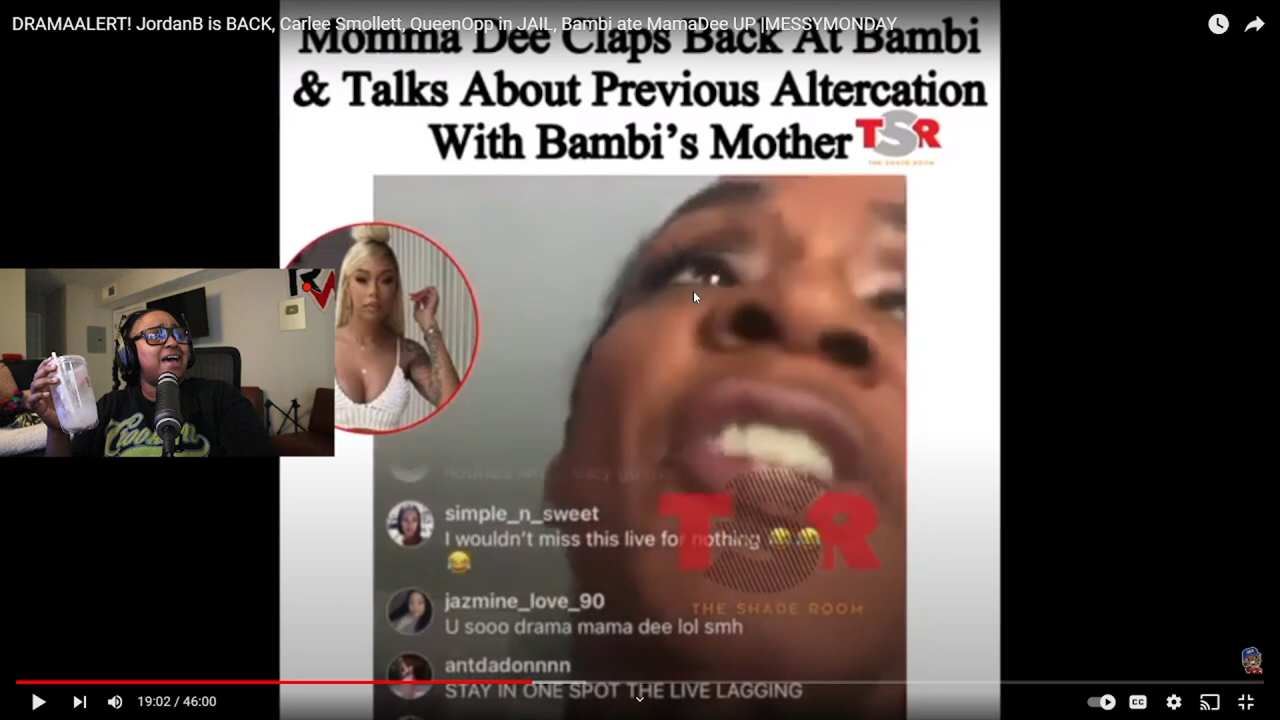 DRAMAALERT! JordanB is BACK, Carlee Smollett, QueenOpp in JAIL, Bambi ate MamaDee UP |MESSYMONDAY
Momma Dee Claps Back At Bambi
& Talks About Previous Altercation
With Bambi's Mother
TSR
THE SHADE ROOM
simple_n_sweet
I wouldn't miss this live for nothing 🤣🤣
😂
jazmine_love_90
U sooo drama mama dee lol smh
TSR
THE SHADE ROOM
antdadonnnn
STAY IN ONE SPOT THE LIVE LAGGING
19:02 / 46:00
CC